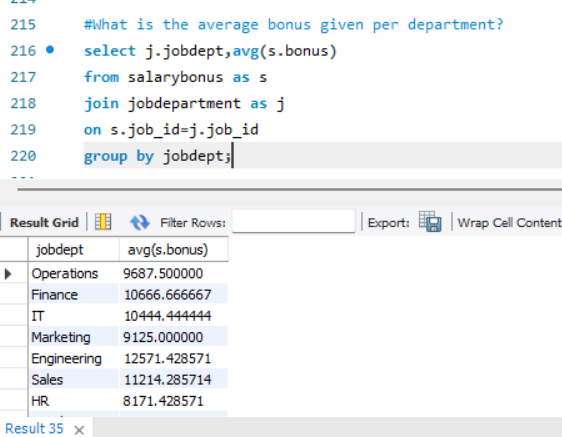 215 #What is the average bonus given per department?
216 select j.jobdept,avg(s.bonus)
217 from salarybonus as s
218 join jobdepartment as j
219 on s.job_id=j.job_id
220 group by jobdept;
Result Grid Filter Rows: Export: Wrap Cell Content
jobdept avg(s.bonus)
Operations 9687.500000
Finance 10666.666667
IT 10444.444444
Marketing 9125.000000
Engineering 12571.428571
Sales 11214.285714
HR 8171.428571
Result 35